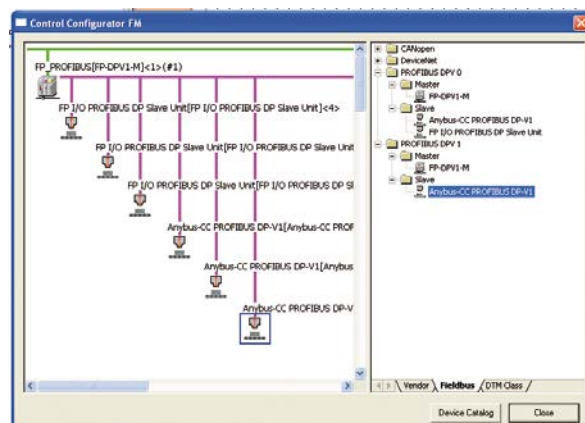 Control Configurator FM
FP_PROFIBUS[FP-DPV1-M]<1>(#1)
FP I/O PROFIBUS DP Slave Unit[FP I/O PROFIBUS DP Slave Unit]<4>
FP I/O PROFIBUS DP Slave Unit[FP I/O PROFIBUS DP Slave Unit
FP I/O PROFIBUS DP Slave Unit[FP I/O PROFIBUS DP Sl
Anybus-CC PROFIBUS DP-V1[Anybus-CC PROF
Anybus-CC PROFIBUS DP-V1[Anybus
Anybus-CC PROFIBUS DP-V
CANopen
DeviceNet
PROFIBUS DPV0
Master
FP-DPV1-M
Slave
Anybus-CC PROFIBUS DP-V1
FP I/O PROFIBUS DP Slave Unit
PROFIBUS DPV1
Master
FP-DPV1-M
Slave
Anybus-CC PROFIBUS DP-V1
Vendor Fieldbus DTM Class
Device Catalog Close